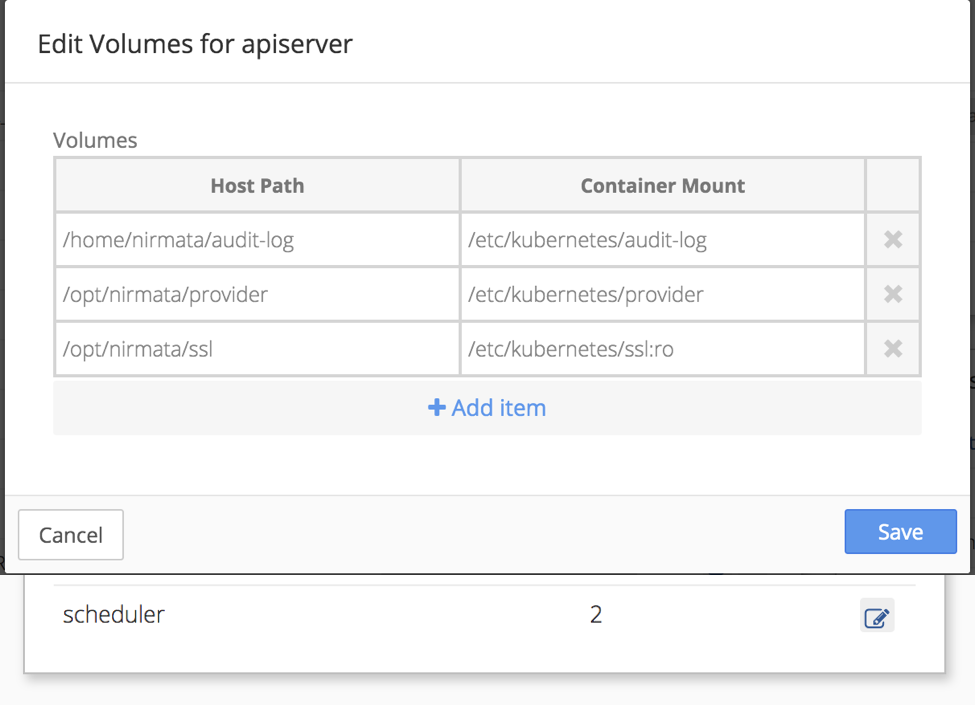 Edit Volumes for apiserver
Volumes
Host Path Container Mount
/home/nirmata/audit-log /etc/kubernetes/audit-log
/opt/nirmata/provider /etc/kubernetes/provider
/opt/nirmata/ssl /etc/kubernetes/ssl:ro
Add item
Cancel Save
scheduler 2